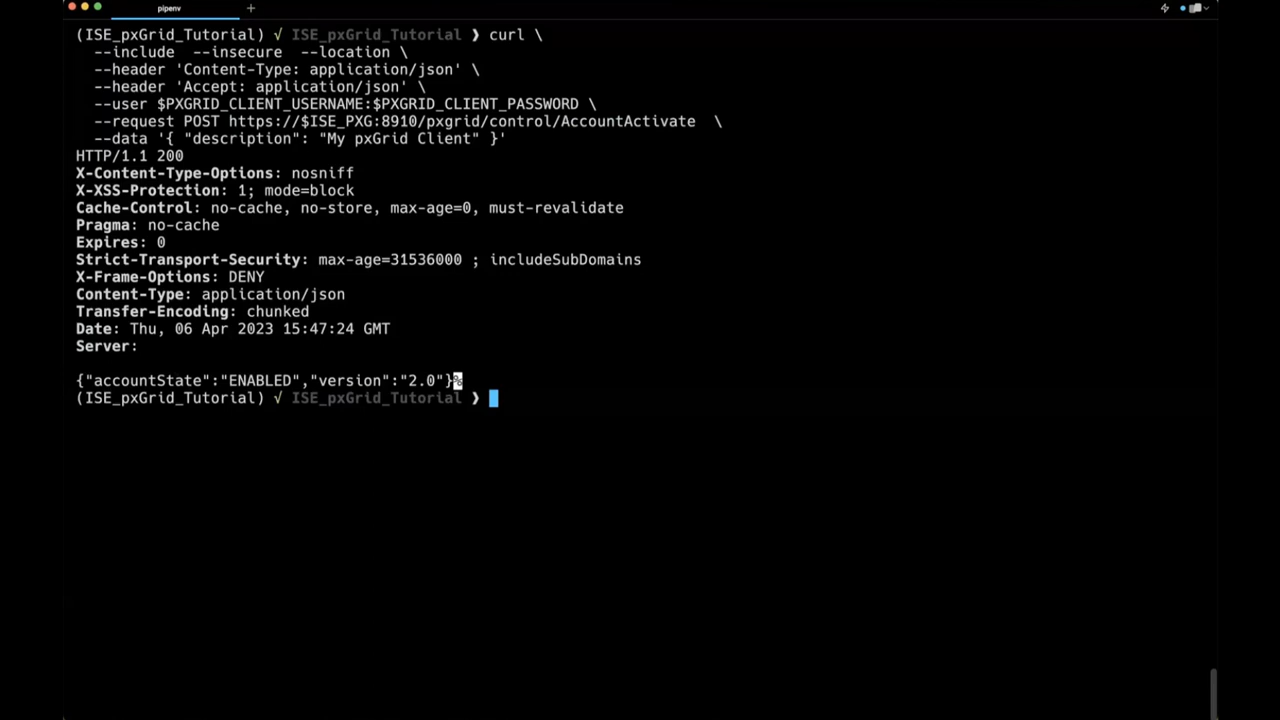 pipenv
(ISE_pxGrid_Tutorial) √ ISE_pxGrid_Tutorial ❯ curl \
--include --insecure --location \
--header 'Content-Type: application/json' \
--header 'Accept: application/json' \
--user $PXGRID_CLIENT_USERNAME:$PXGRID_CLIENT_PASSWORD \
--request POST https://$ISE_PXG:8910/pxgrid/control/AccountActivate \
--data '{ "description": "My pxGrid Client" }'
HTTP/1.1 200
X-Content-Type-Options: nosniff
X-XSS-Protection: 1; mode=block
Cache-Control: no-cache, no-store, max-age=0, must-revalidate
Pragma: no-cache
Expires: 0
Strict-Transport-Security: max-age=31536000 ; includeSubDomains
X-Frame-Options: DENY
Content-Type: application/json
Transfer-Encoding: chunked
Date: Thu, 06 Apr 2023 15:47:24 GMT
Server:
{"accountState":"ENABLED","version":"2.0"}%
(ISE_pxGrid_Tutorial) √ ISE_pxGrid_Tutorial ❯